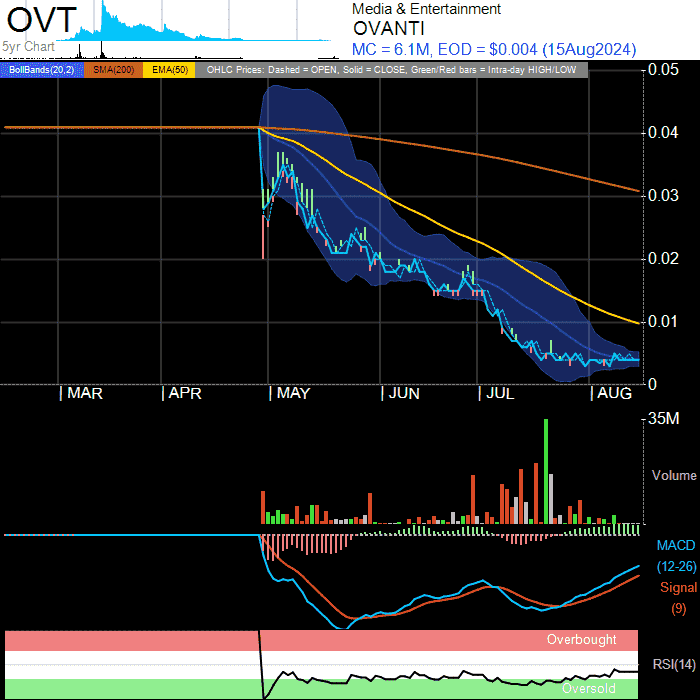 OVT
5yr Chart
Media & Entertainment
OVANTI
MC = 6.1M, EOD = $0.004 (15Aug2024)
BollBands(20,2) SMA(200) EMA(50) OHLC Prices: Dashed = OPEN, Solid = CLOSE, Green/Red bars = Intra-day HIGH/LOW
0.05
0.04
0.03
0.02
0.01
0
MAR APR MAY JUN JUL AUG
35M
Volume
MACD
(12-26)
Signal
(9)
Overbought
RSI(14)
Oversold